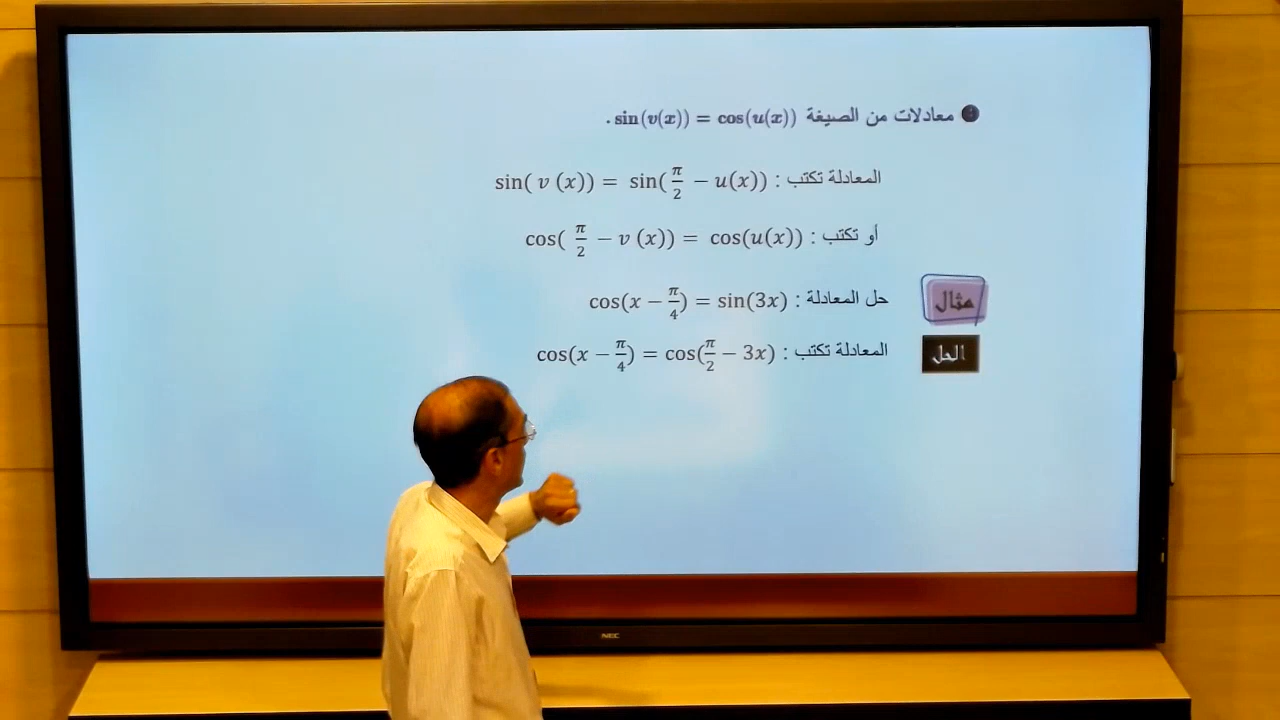 معادلات من الصيغة sin(v(x)) = cos(u(x)) .
المعادلة تكتب : sin( v (x)) = sin(π/2 − u(x))
أو تكتب : cos( π/2 − v (x)) = cos(u(x))
مثال حل المعادلة : cos(x − π/4) = sin(3x)
الحل المعادلة تكتب : cos(x − π/4) = cos(π/2 − 3x)
NEC